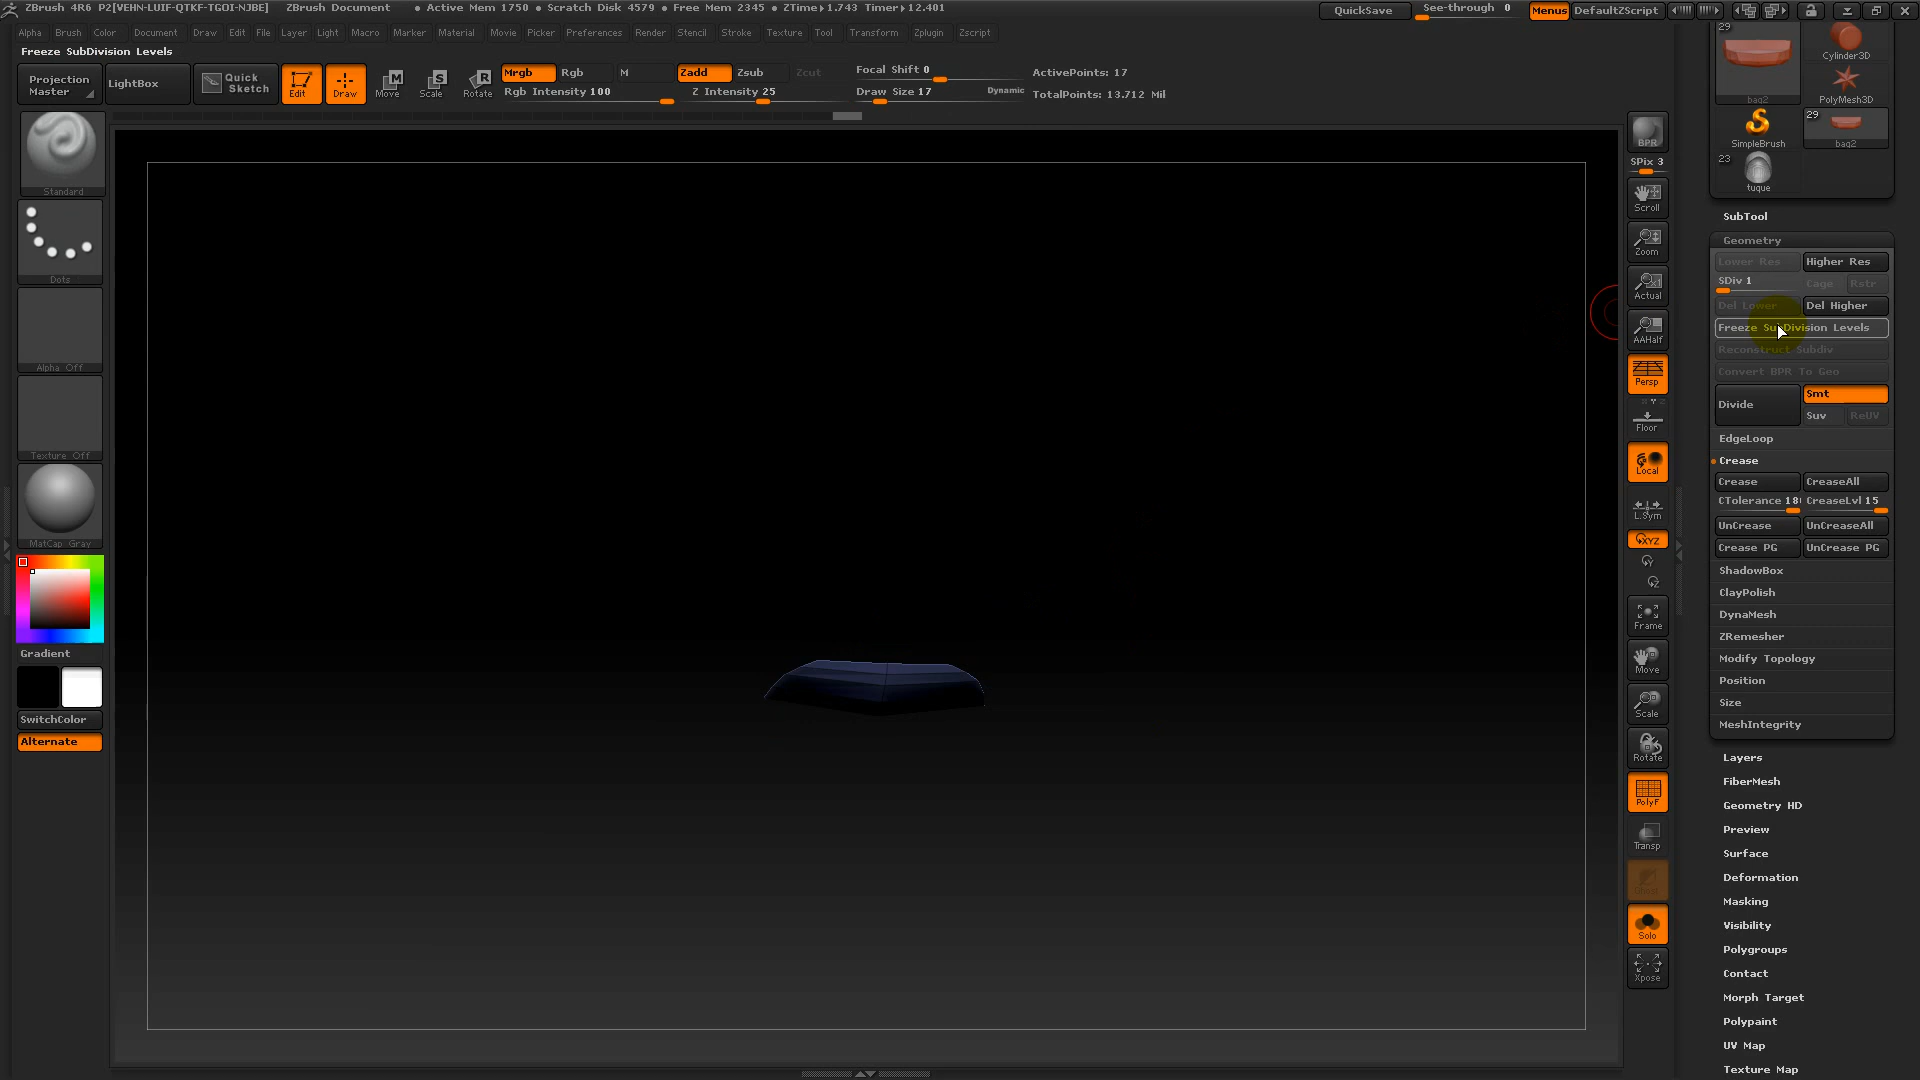 ZBrush 4R6 P2[VEHN-LUIF-QTKF-TGOI-NJBE] ZBrush Document • Active Mem 1750 • Scratch Disk 4579 • Free Mem 2345 • ZTime▸1.743 Timer▸12.401
QuickSave See-through 0 Menus DefaultZScript
Alpha Brush Color Document Draw Edit File Layer Light Macro Marker Material Movie Picker Preferences Render Stencil Stroke Texture Tool Transform Zplugin Zscript
Freeze SubDivision Levels
Projection Master
LightBox
Quick Sketch
Edit
Draw
Move
Scale
Rotate
Mrgb Rgb M
Rgb Intensity 100
Zadd Zsub Zcut
Z Intensity 25
Focal Shift 0
Draw Size 17 Dynamic
ActivePoints: 17
TotalPoints: 13.712 Mil
Standard
Dots
Alpha Off
Texture Off
MatCap Gray
Gradient
SwitchColor
Alternate
BPR
SPix 3
Scroll
Zoom
Actual
AAHalf
Persp
Floor
Local
L.Sym
XYZ
Frame
Move
Scale
Rotate
PolyF
Transp
Solo
Xpose
29
baq2
Cylinder3D
PolyMesh3D
SimpleBrush
29
baq2
23
tuque
SubTool
Geometry
Lower Res Higher Res
SDiv 1 Cage Rstr
Del Lower Del Higher
Freeze SubDivision Levels
Reconstruct Subdiv
Convert BPR To Geo
Divide Smt
Suv ReUV
EdgeLoop
Crease
Crease CreaseAll
CTolerance 18 CreaseLvl 15
UnCrease UnCreaseAll
Crease PG UnCrease PG
ShadowBox
ClayPolish
DynaMesh
ZRemesher
Modify Topology
Position
Size
MeshIntegrity
Layers
FiberMesh
Geometry HD
Preview
Surface
Deformation
Masking
Visibility
Polygroups
Contact
Morph Target
Polypaint
UV Map
Texture Map